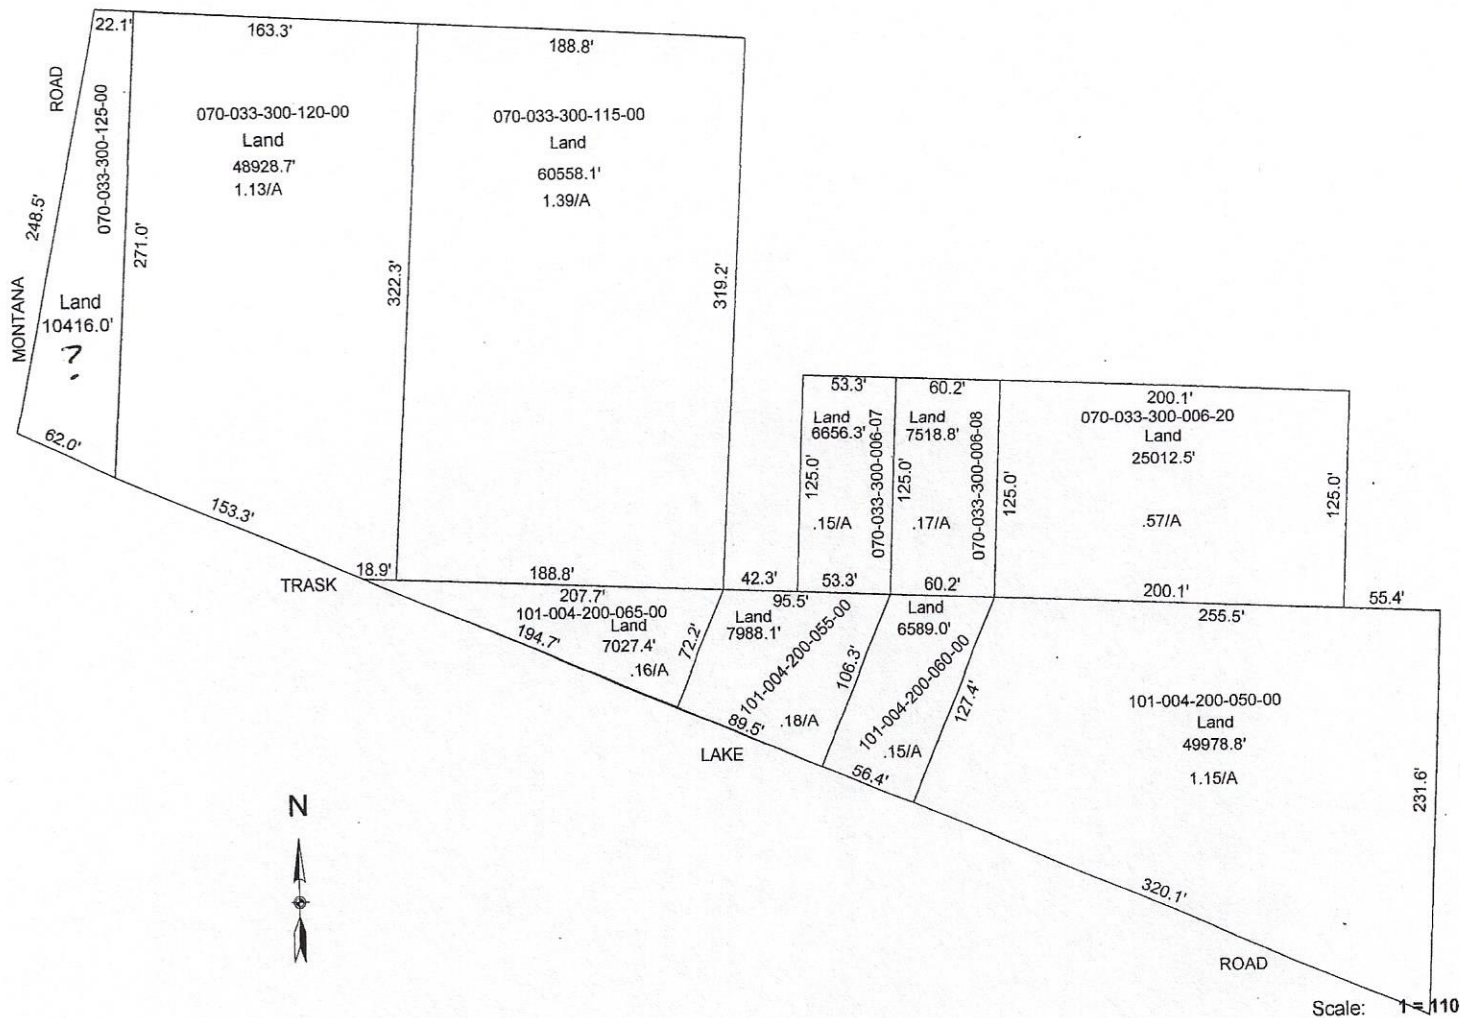 22.1'
163.3'
188.8'
MONTANA ROAD
248.5'
070-033-300-125-00
Land
10416.0'
?
271.0'
62.0'
070-033-300-120-00
Land
48928.7'
1.13/A
322.3'
153.3'
18.9'
070-033-300-115-00
Land
60558.1'
1.39/A
319.2'
188.8'
53.3'
Land
6656.3'
125.0'
.15/A
070-033-300-006-07
53.3'
60.2'
Land
7518.8'
125.0'
.17/A
070-033-300-006-08
60.2'
200.1'
070-033-300-006-20
Land
25012.5'
125.0'
.57/A
125.0'
200.1'
55.4'
TRASK
207.7'
101-004-200-065-00
Land
7027.4'
.16/A
194.7'
72.2'
42.3'
95.5'
Land
7988.1'
101-004-200-055-00
.18/A
89.5'
106.3'
Land
6589.0'
101-004-200-060-00
.15/A
56.4'
127.4'
255.5'
101-004-200-050-00
Land
49978.8'
1.15/A
231.6'
320.1'
LAKE
ROAD
N
Scale: 1=110